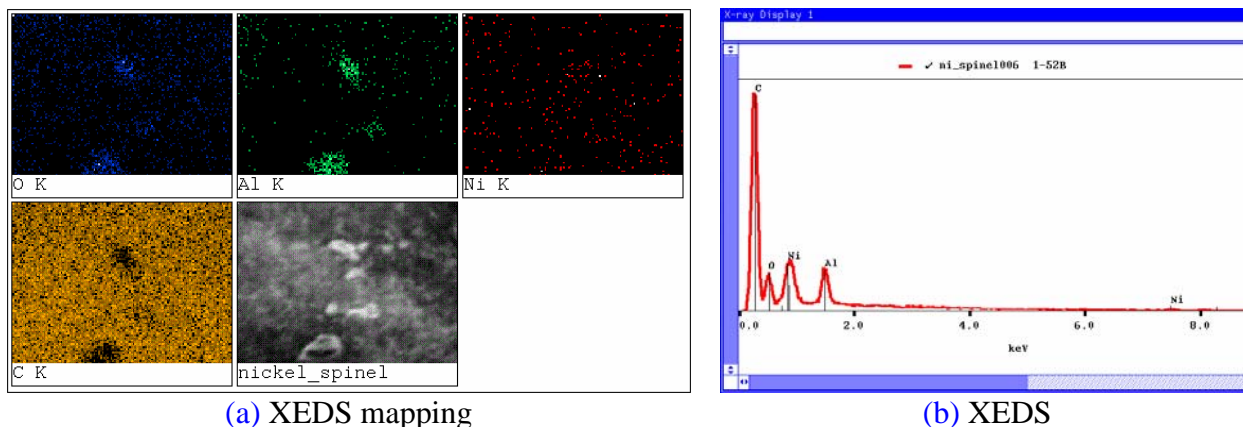 O K
Al K
Ni K
C K
nickel_spinel
(a) XEDS mapping
X-ray Display 1
ni_spinel006 1-52B
C
O
Ni
Al
Ni
0.0 2.0 4.0 6.0 8.0
keV
(b) XEDS